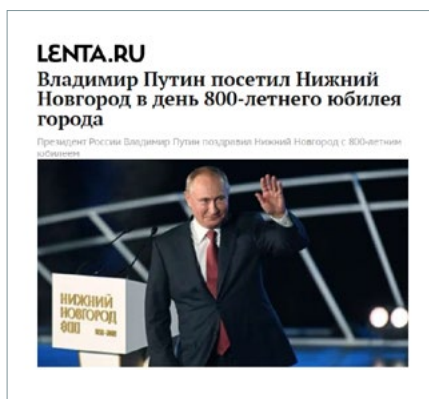 LENTA.RU
Владимир Путин посетил Нижний
Новгород в день 800-летнего юбилея
города
Президент России Владимир Путин поздравил Нижний Новгород с 800-летним
юбилеем
НИЖНИЙ
НОВГОРОД
800